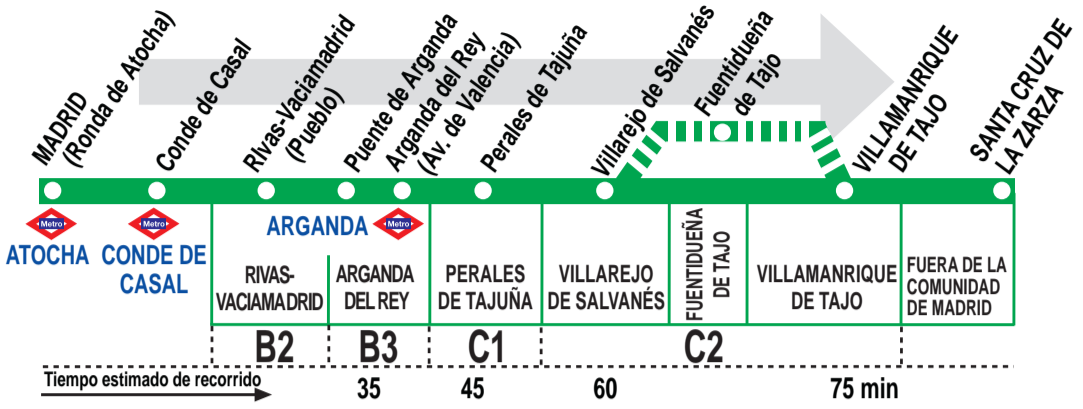 MADRID
(Ronda de Atocha)
Conde de Casal
Rivas-Vaciamadrid
(Pueblo)
Puente de Arganda
Arganda del Rey
(Av. de Valencia)
Perales de Tajuña
Villarejo de Salvanés
Fuentidueña
de Tajo
VILLAMANRIQUE
DE TAJO
SANTA CRUZ DE
LA ZARZA
Metro
ATOCHA
Metro
CONDE DE
CASAL
ARGANDA
Metro
RIVAS-
VACIAMADRID
ARGANDA
DEL REY
PERALES
DE TAJUÑA
VILLAREJO
DE SALVANÉS
FUENTIDUEÑA
DE TAJO
VILLAMANRIQUE
DE TAJO
FUERA DE LA
COMUNIDAD
DE MADRID
B2
B3
C1
C2
Tiempo estimado de recorrido
35
45
60
75 min